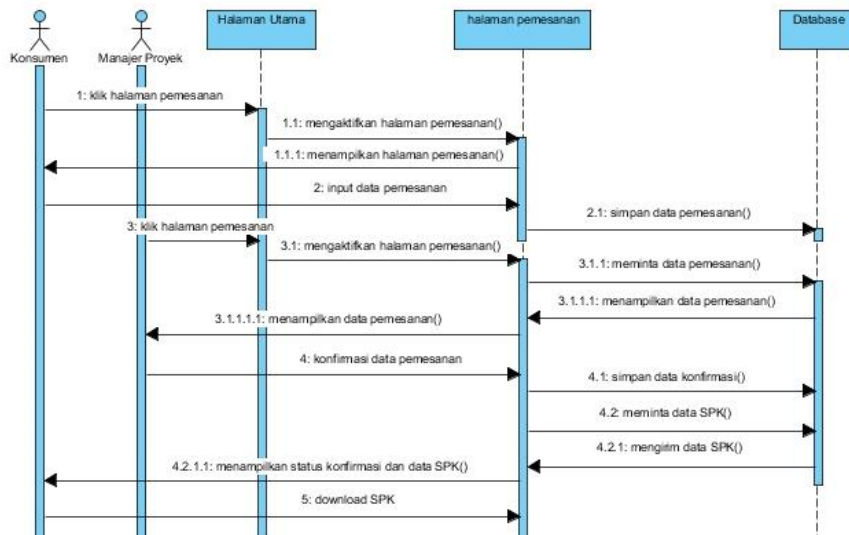 Halaman Utama
halaman pemesanan
Database
Konsumen
Manajer Proyek
1: klik halaman pemesanan
1.1: mengaktifkan halaman pemesanan()
1.1.1: menampilkan halaman pemesanan()
2: input data pemesanan
2.1: simpan data pemesanan()
3: klik halaman pemesanan
3.1: mengaktifkan halaman pemesanan()
3.1.1: meminta data pemesanan()
3.1.1.1: menampilkan data pemesanan()
3.1.1.1.1: menampilkan data pemesanan()
4: konfirmasi data pemesanan
4.1: simpan data konfirmasi()
4.2: meminta data SPK()
4.2.1: mengirim data SPK()
4.2.1.1: menampilkan status konfirmasi dan data SPK()
5: download SPK